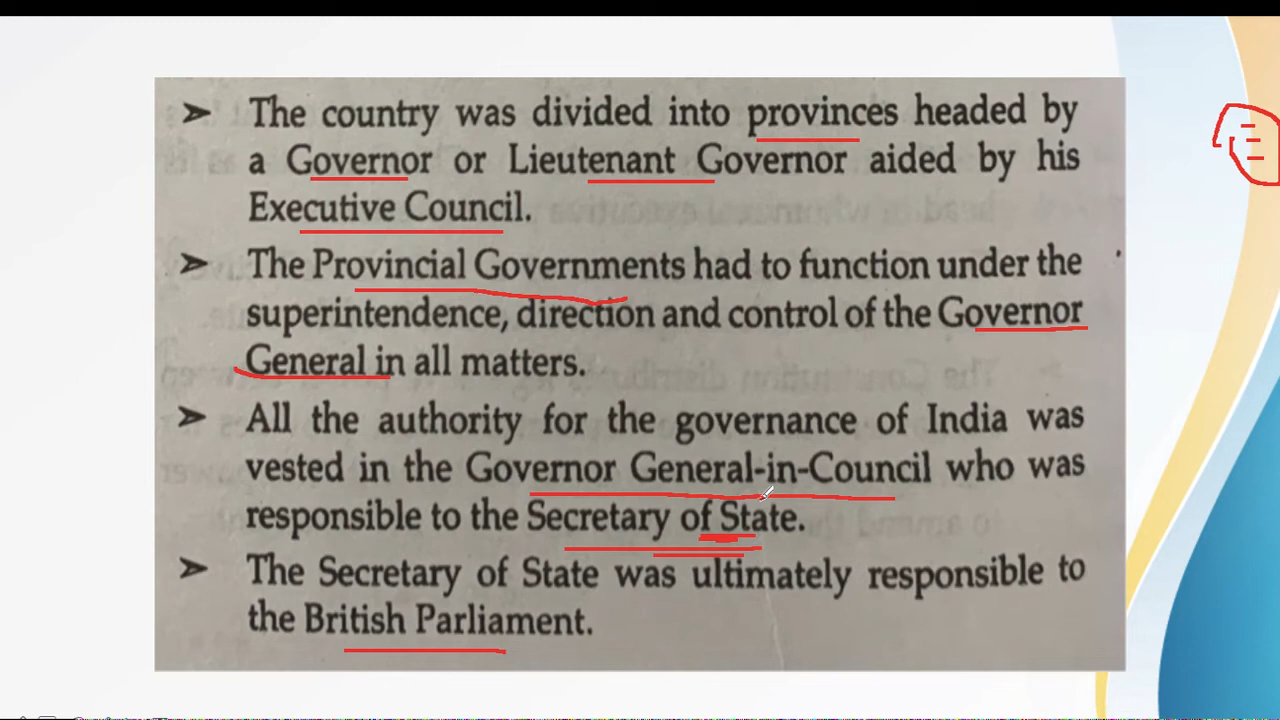 ➤ The country was divided into provinces headed by
a Governor or Lieutenant Governor aided by his
Executive Council.
➤ The Provincial Governments had to function under the
superintendence, direction and control of the Governor
General in all matters.
➤ All the authority for the governance of India was
vested in the Governor General-in-Council who was
responsible to the Secretary of State.
➤ The Secretary of State was ultimately responsible to
the British Parliament.